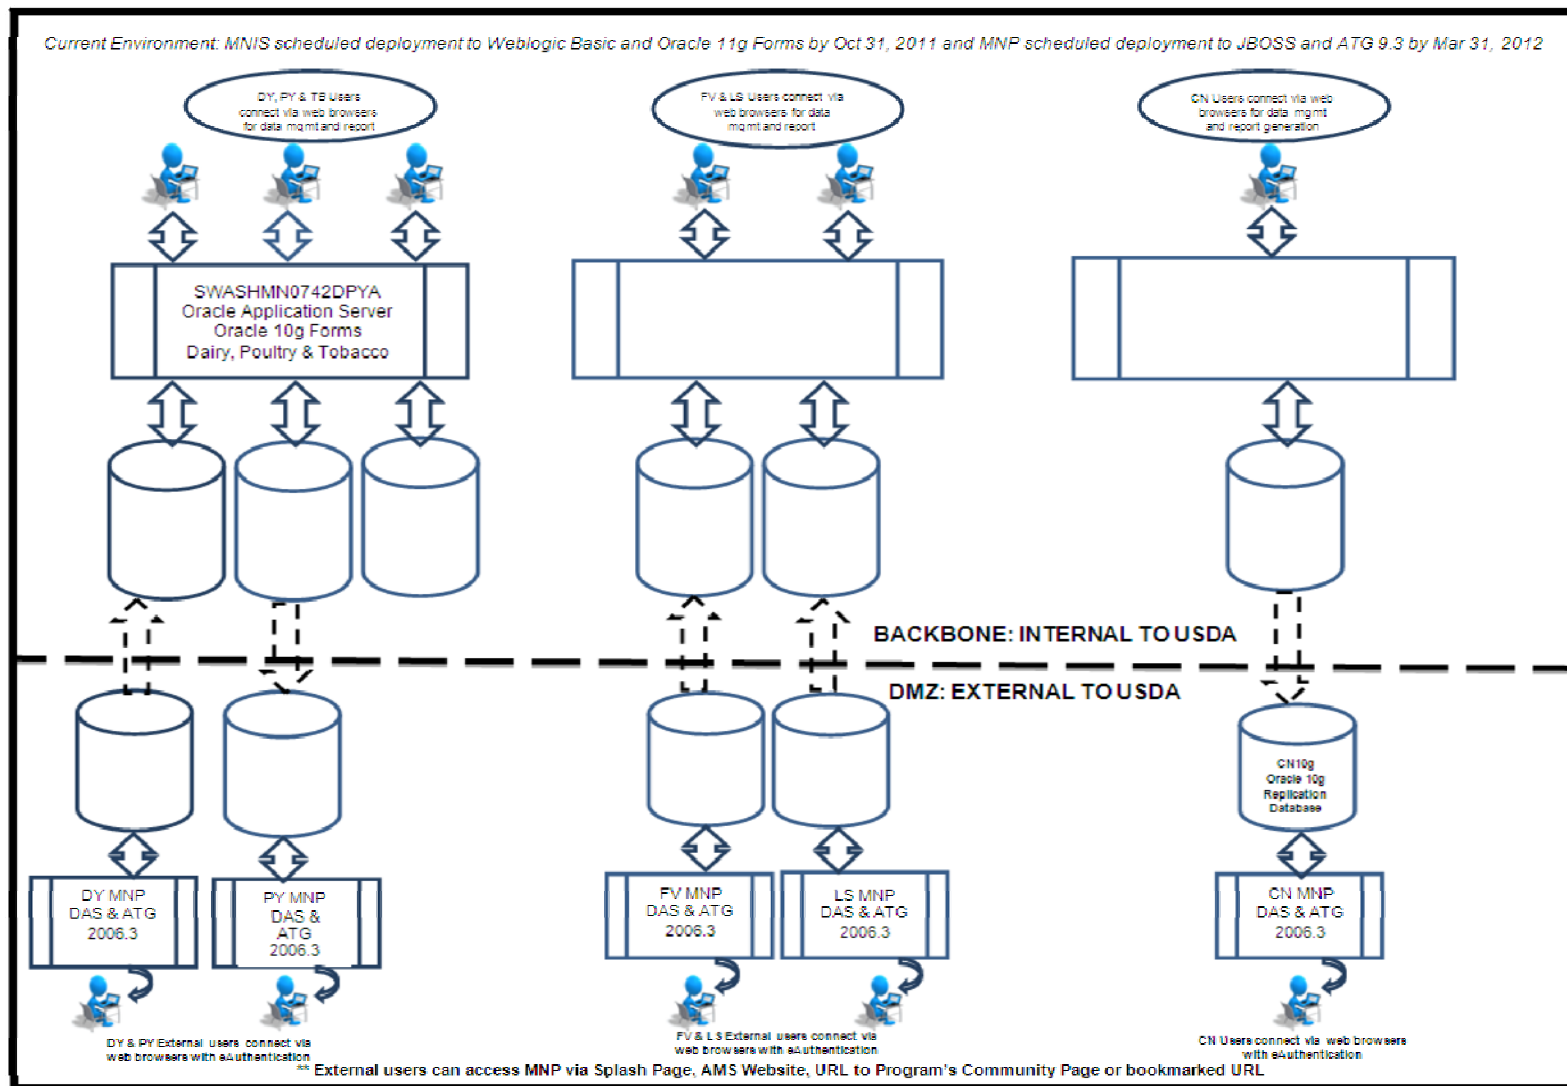 Current Environment: MNIS scheduled deployment to Weblogic Basic and Oracle 11g Forms by Oct 31, 2011 and MNP scheduled deployment to JBOSS and ATG 9.3 by Mar 31, 2012
DY, PY & TB Users
connect via web browsers
for data mgmt and report
FV & LS Users connect via
web browsers for data
mgmt and report
CN Users connect via web
browsers for data mgmt
and report generation
SWASHMN0742DPYA
Oracle Application Server
Oracle 10g Forms
Dairy, Poultry & Tobacco
BACKBONE: INTERNAL TO USDA
DMZ: EXTERNAL TO USDA
CN10g
Oracle 10g
Replication
Database
DY MNP
DAS & ATG
2006.3
PY MNP
DAS &
ATG
2006.3
FV MNP
DAS & ATG
2006.3
LS MNP
DAS & ATG
2006.3
CN MNP
DAS & ATG
2006.3
DY & PY External users connect via
web browsers with eAuthentication
FV & LS External users connect via
web browsers with eAuthentication
CN Users connect via web browsers
with eAuthentication
** External users can access MNP via Splash Page, AMS Website, URL to Program's Community Page or bookmarked URL